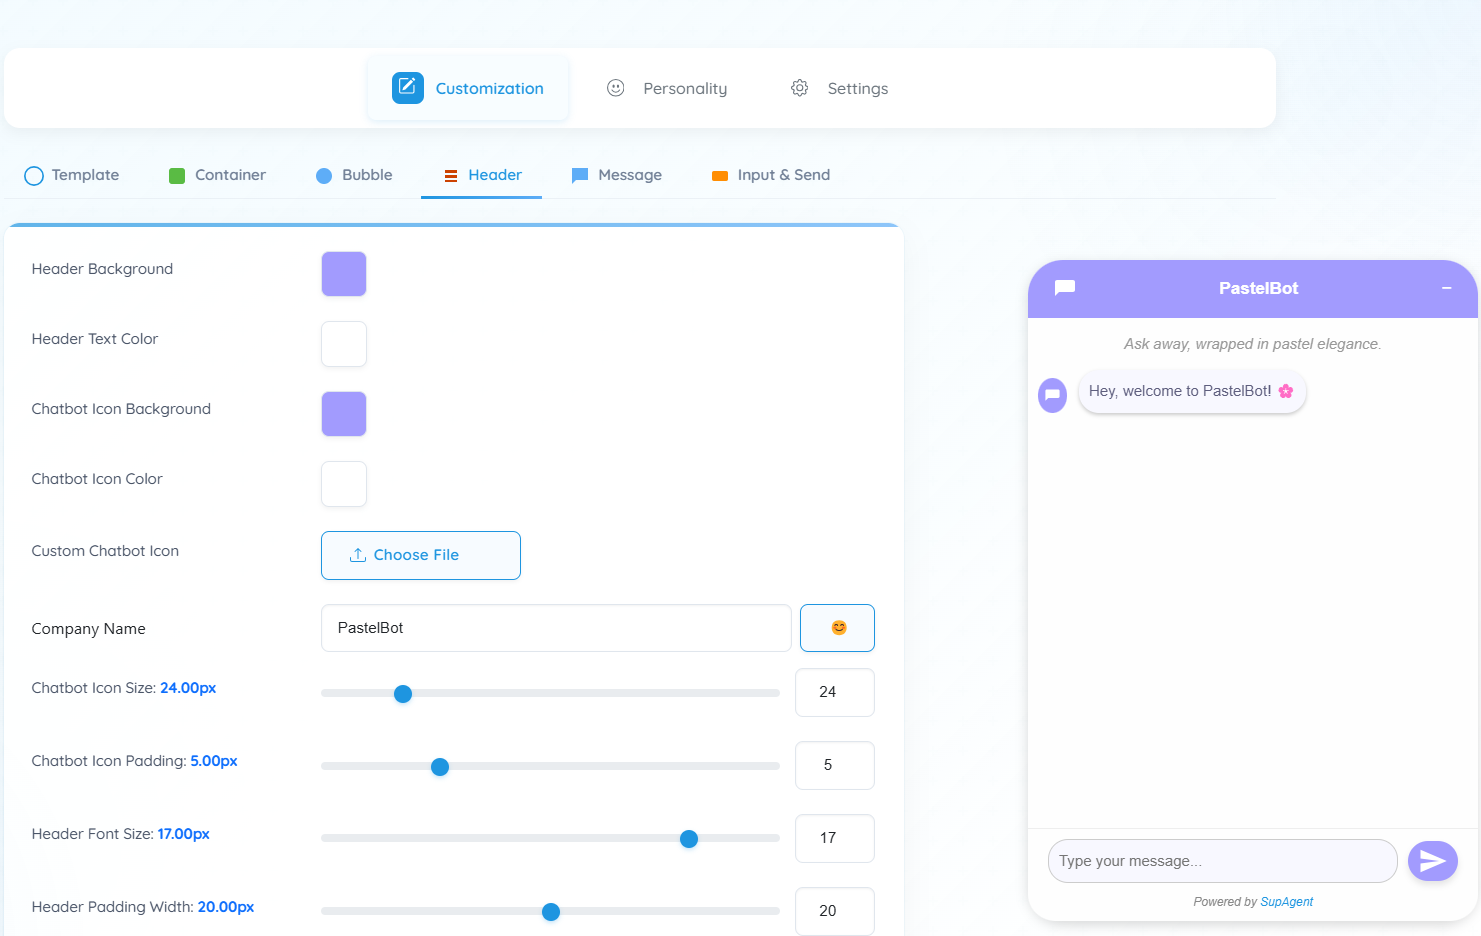 Customization Personality Settings
Template Container Bubble Header Message Input & Send
Header Background
Header Text Color
Chatbot Icon Background
Chatbot Icon Color
Custom Chatbot Icon Choose File
Company Name PastelBot
Chatbot Icon Size: 24.00px 24
Chatbot Icon Padding: 5.00px 5
Header Font Size: 17.00px 17
Header Padding Width: 20.00px 20
PastelBot
Ask away, wrapped in pastel elegance.
Hey, welcome to PastelBot! 🌸
Type your message...
Powered by SupAgent